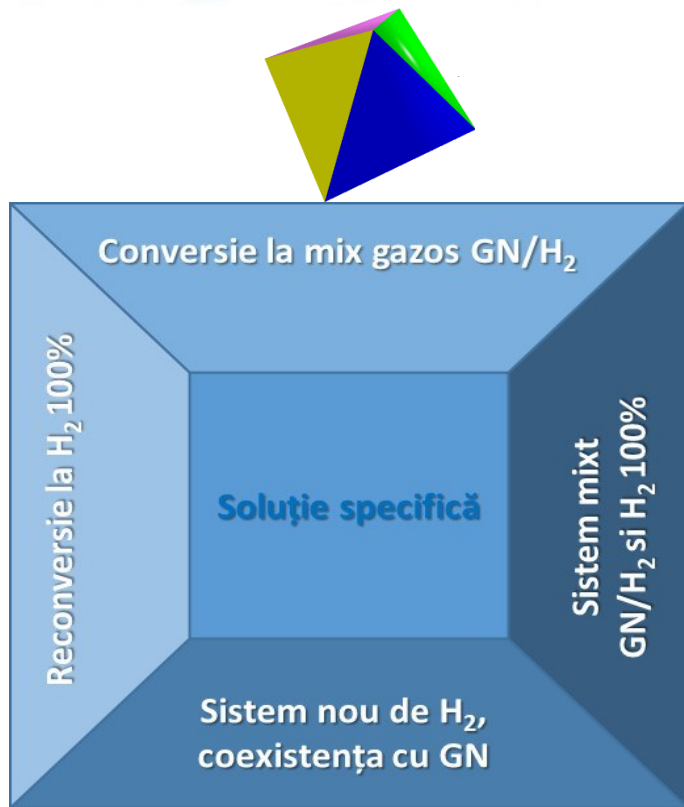 Conversie la mix gazos GN/H₂
Reconversie la H₂ 100%
Soluție specifică
Sistem mixt
GN/H₂ si H₂ 100%
Sistem nou de H₂,
coexistența cu GN